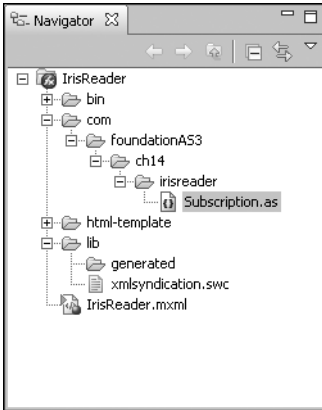 Navigator
IrisReader
bin
com
foundationAS3
ch14
irisreader
Subscription.as
html-template
lib
generated
xmlsyndication.swc
IrisReader.mxml